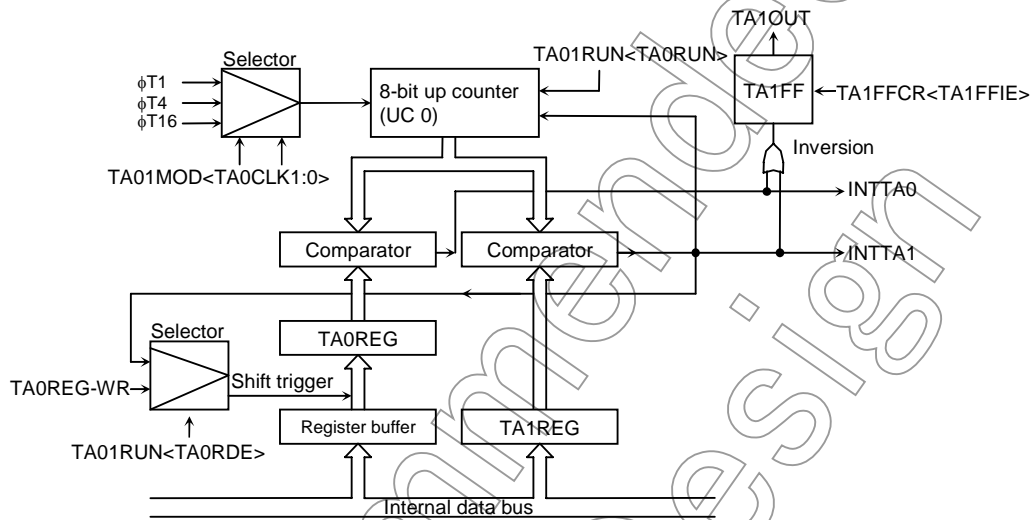 TA1OUT
Selector
TA01RUN<TA0RUN>
φT1
φT4
φT16
8-bit up counter
(UC 0)
TA1FF
TA1FFCR<TA1FFIE>
Inversion
TA01MOD<TA0CLK1:0>
INTTA0
Comparator
Comparator
INTTA1
Selector
TA0REG
TA0REG-WR
Shift trigger
Register buffer
TA1REG
TA01RUN<TA0RDE>
Internal data bus
mmende
esign